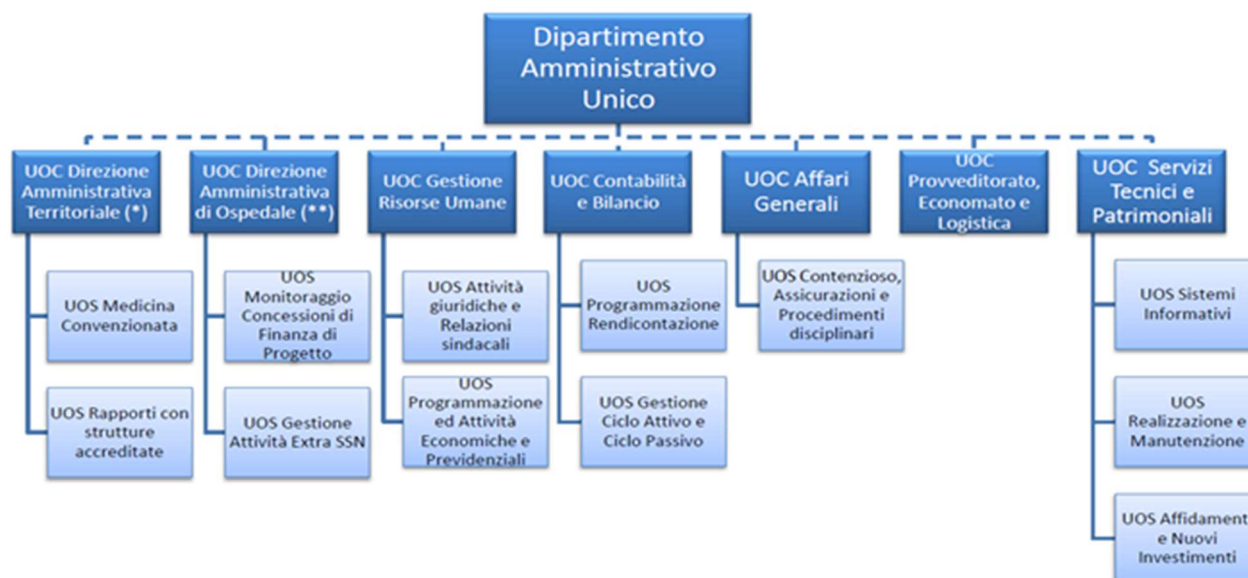 Dipartimento
Amministrativo
Unico
UOC Direzione
Amministrativa
Territoriale (*)
UOC Direzione
Amministrativa
di Ospedale (**)
UOC Gestione
Risorse Umane
UOC Contabilità
e Bilancio
UOC Affari
Generali
UOC
Provveditorato,
Economato e
Logistica
UOC Servizi
Tecnici e
Patrimoniali
UOS Medicina
Convenzionata
UOS Rapporti con
strutture
accreditate
UOS
Monitoraggio
Concessioni di
Finanza di
Progetto
UOS Gestione
Attività Extra SSN
UOS Attività
giuridiche e
Relazioni
sindacali
UOS
Programmazione
ed Attività
Economiche e
Previdenziali
UOS
Programmazione
Rendicontazione
UOS Gestione
Ciclo Attivo e
Ciclo Passivo
UOS Contenzioso,
Assicurazioni e
Procedimenti
disciplinari
UOS Sistemi
Informativi
UOS
Realizzazione e
Manutenzione
UOS Affidament
e Nuovi
Investimenti